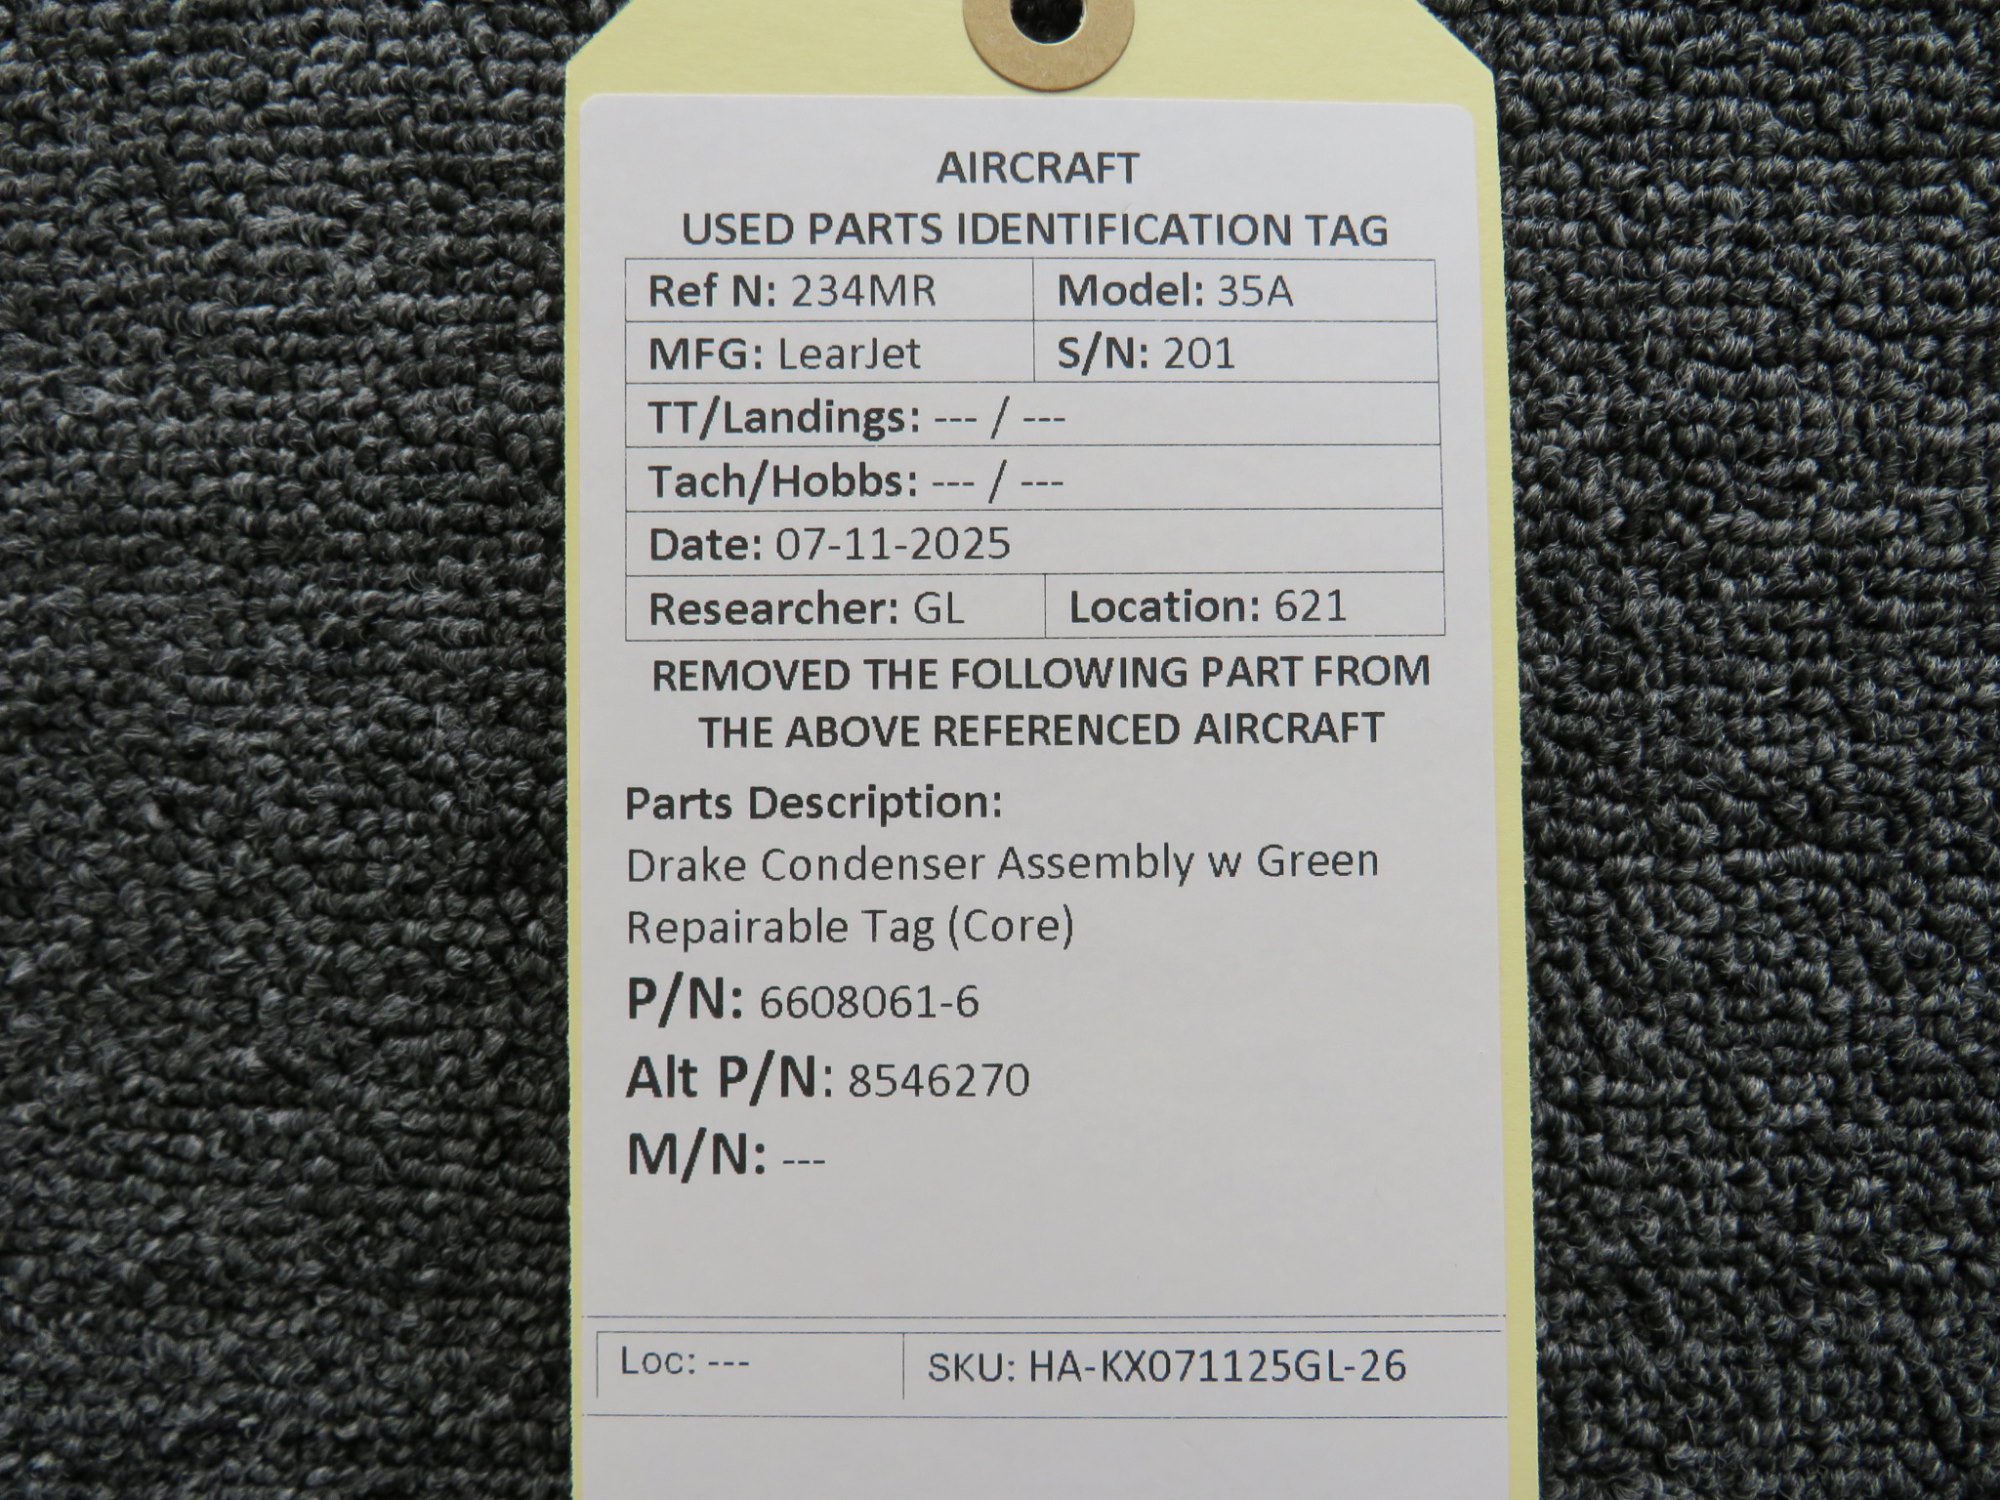 AIRCRAFT
USED PARTS IDENTIFICATION TAG
Ref N: 234MR Model: 35A
MFG: LearJet S/N: 201
TT/Landings: --- / ---
Tach/Hobbs: --- / ---
Date: 07-11-2025
Researcher: GL Location: 621
REMOVED THE FOLLOWING PART FROM
THE ABOVE REFERENCED AIRCRAFT
Parts Description:
Drake Condenser Assembly w Green
Repairable Tag (Core)
P/N: 6608061-6
Alt P/N: 8546270
M/N: ---
Loc: --- SKU: HA-KX071125GL-26